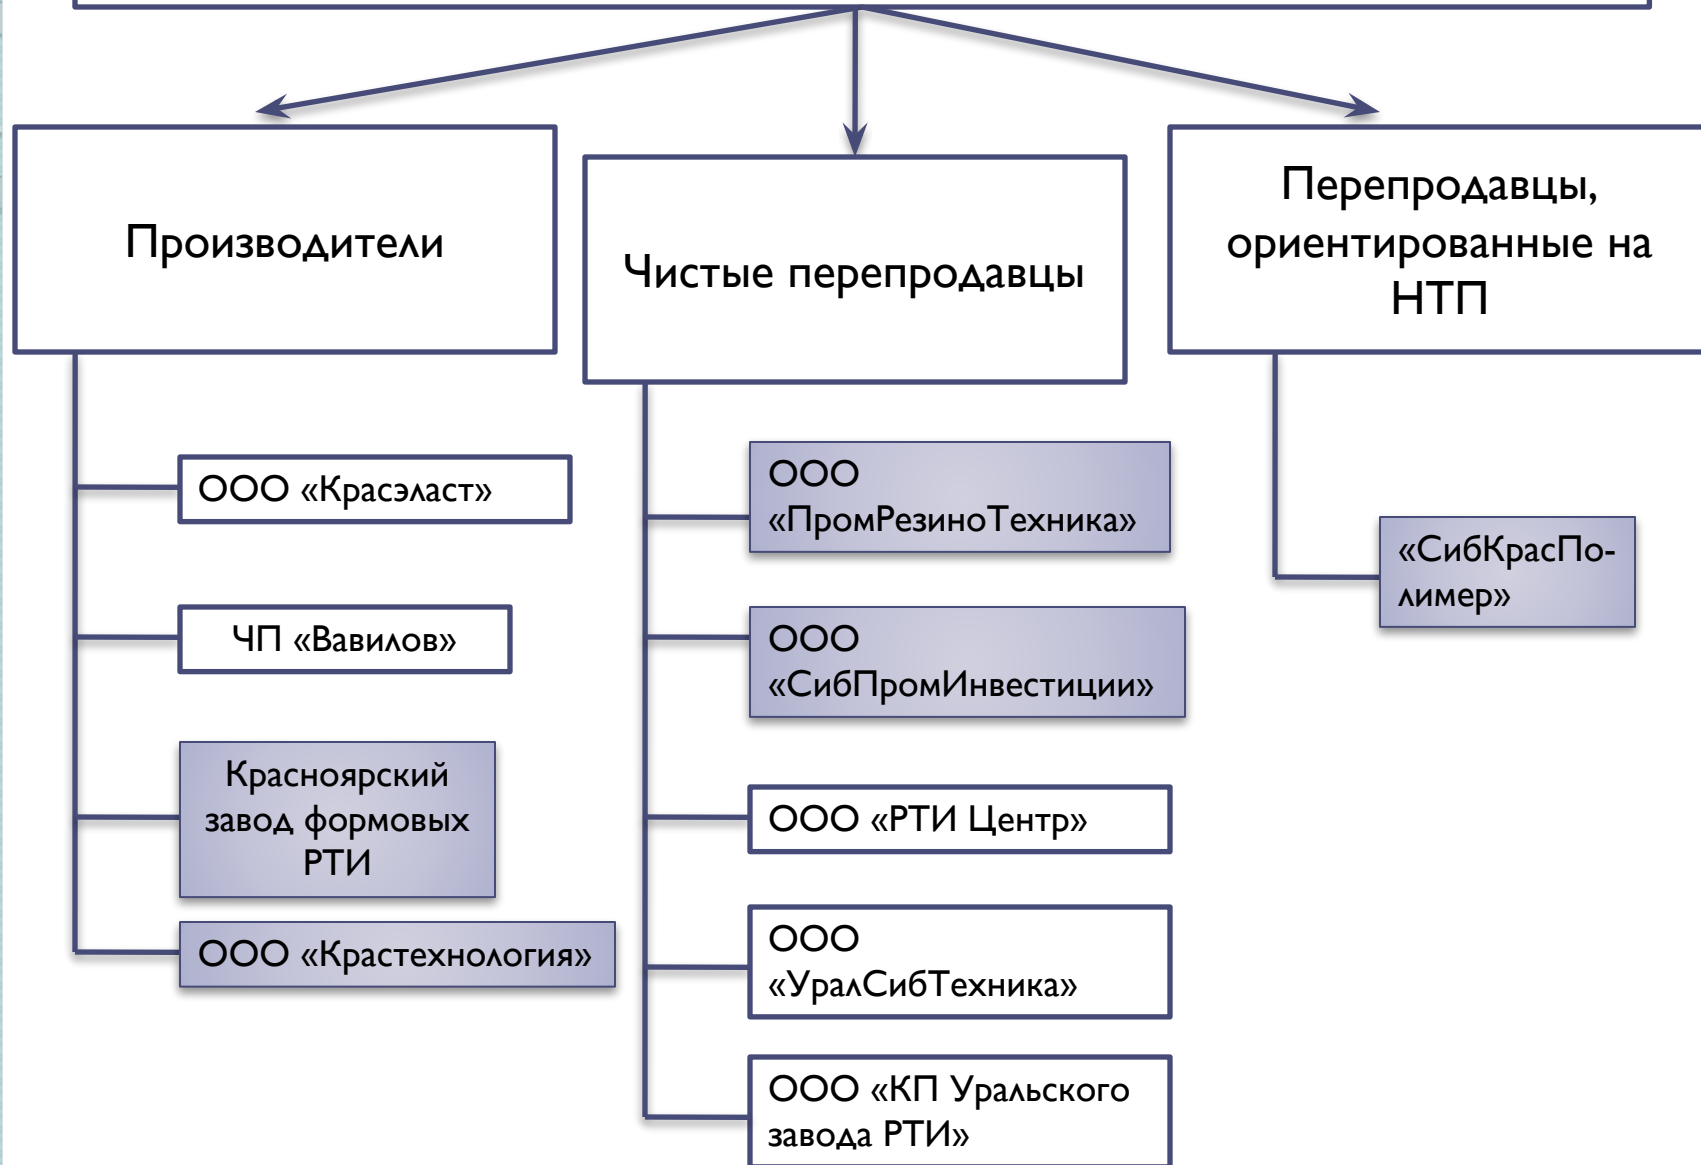 Производители
Чистые перепродавцы
Перепродавцы,
ориентированные на
НТП
ООО «Красэласт»
ЧП «Вавилов»
Красноярский
завод формовых
РТИ
ООО «Крастехнология»
ООО
«ПромРезиноТехника»
ООО
«СибПромИнвестиции»
ООО «РТИ Центр»
ООО
«УралСибТехника»
ООО «КП Уральского
завода РТИ»
«СибКрасПо-
лимер»